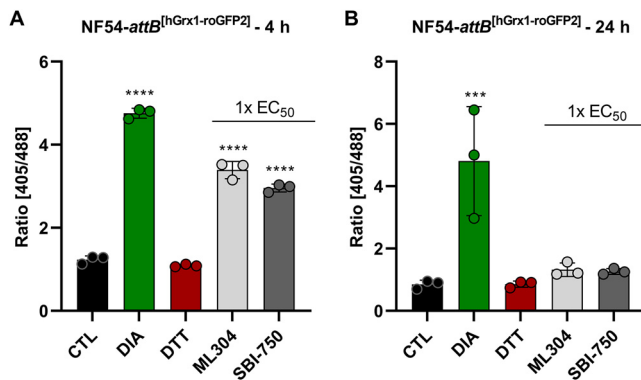 A
NF54-attB[hGrx1-roGFP2] - 4 h
Ratio [405/488]
6
4
2
0
1x EC50
****
****
****
CTL
DIA
DTT
ML304
SBI-750
B
NF54-attB[hGrx1-roGFP2] - 24 h
Ratio [405/488]
8
6
4
2
0
1x EC50
***
CTL
DIA
DTT
ML304
SBI-750